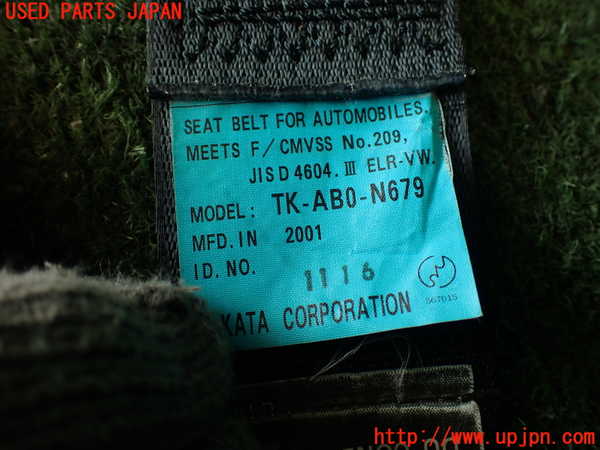 USED PARTS JAPAN
SEAT BELT FOR AUTOMOBILES.
MEETS F/CMVSS No.209,
JIS D 4604. III ELR-VW.
MODEL: TK-AB0-N679
MFD. IN 2001
ID. NO. 1116
KATA CORPORATION
http://www.upjpn.com/